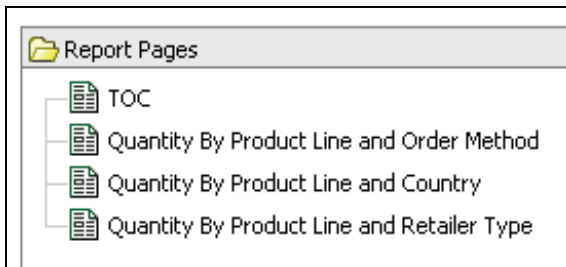 Report Pages
TOC
Quantity By Product Line and Order Method
Quantity By Product Line and Country
Quantity By Product Line and Retailer Type